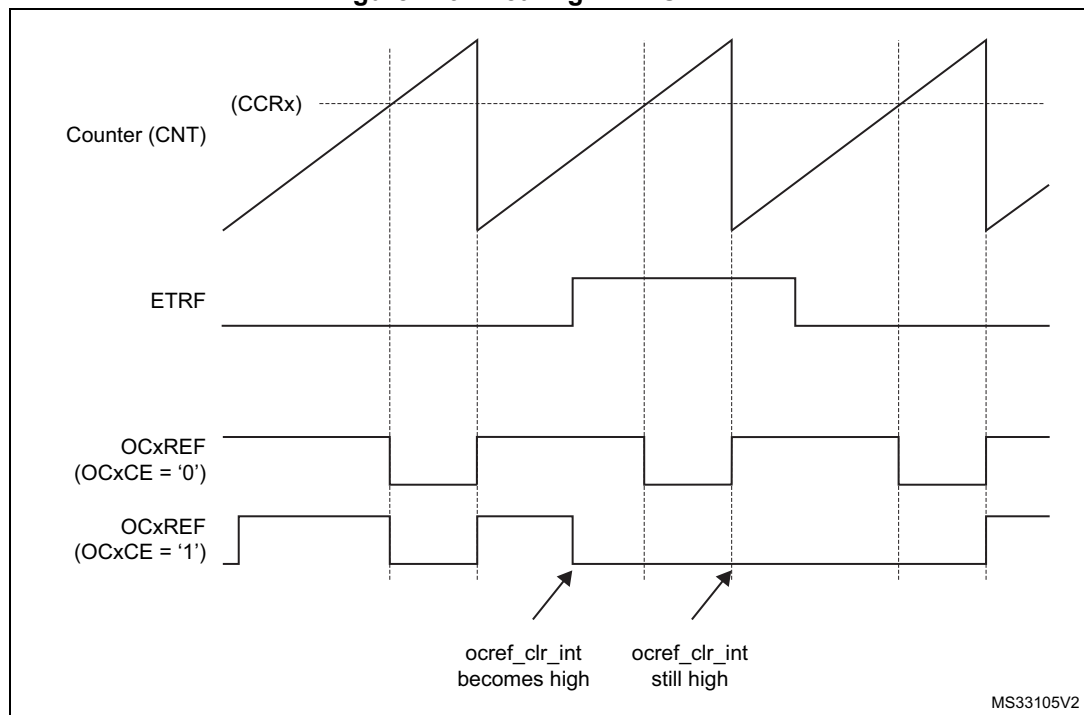 (CCRx)
Counter (CNT)
ETRF
OCxREF
(OCxCE = ‘0’)
OCxREF
(OCxCE = ‘1’)
ocref_clr_int
becomes high
ocref_clr_int
still high
MS33105V2